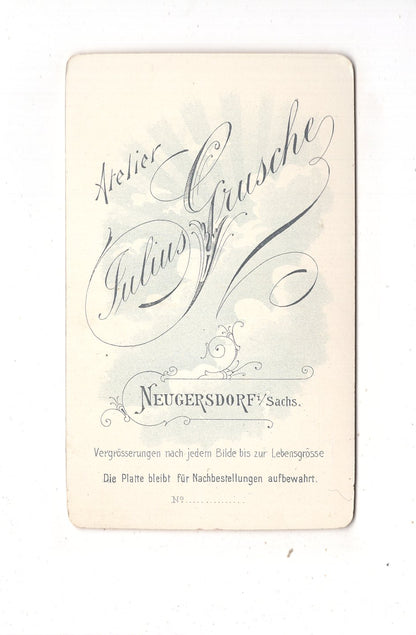 Atelier
Julius Grusche
NEUGERSDORF i/Sachs.
Vergrösserungen nach jedem Bilde bis zur Lebensgrösse
Die Platte bleibt für Nachbestellungen aufbewahrt.
No...............